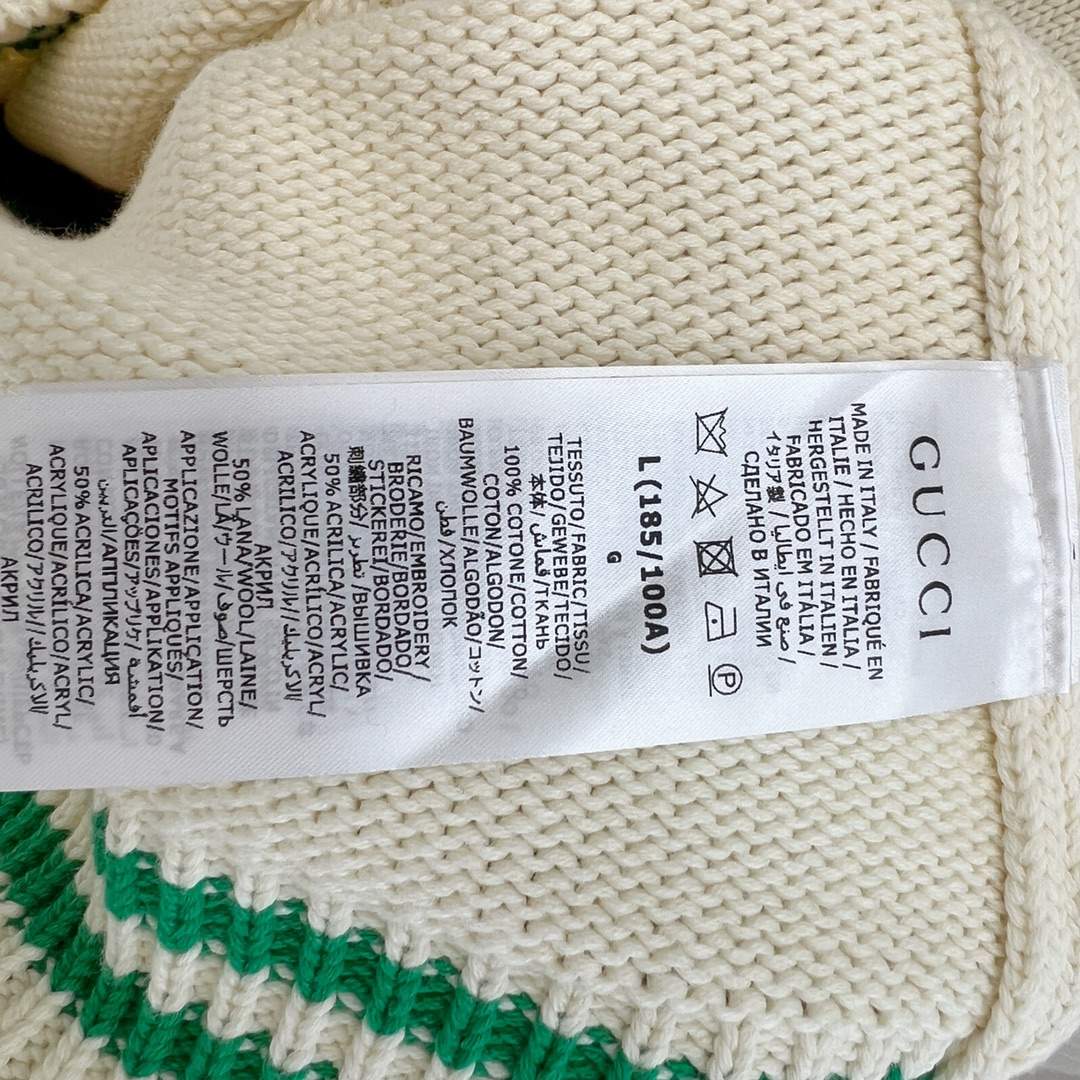 GUCCI
MADE IN ITALY / FABRIQUÉ EN
ITALIE / HECHO EN ITALIA /
HERGESTELLT IN ITALIEN /
FABRICADO EM ITÁLIA /
イタリア製 / صنع في إيطاليا /
СДЕЛАНО В ИТАЛИИ
P
L(185/100A)
G
TESSUTO/FABRIC/TISSU/
TEJIDO/GEWEBE/TECIDO/
本体/قماش/ТКАНЬ
100% COTONE/COTTON/
COTON/ALGODON/
BAUMWOLLE/ALGODÃO/コットン/
قطن/ХЛОПОК
RICAMO/EMBROIDERY/
BRODERIE/BORDADO/
STICKEREI/BORDADO/
刺繍部分/تطريز/ВЫШИВКА
50% ACRILICA/ACRYLIC/
ACRYLIQUE/ACRÍLICO/ACRYL/
ACRILICO/アクリル/الاكريليك/
АКРИЛ
50% LANA/WOOL/LAINE/
WOLLE/LÃ/ウール/صوف/ШЕРСТЬ
APPLICAZIONE/APPLICATION/
MOTIFS APPLIQUÉS/
APLICACIONES/APPLIKATION/
APLICAÇÕES/アップリケ/أقمشة
АППЛИКАЦИЯ
50% ACRILICA/ACRYLIC/
ACRYLIQUE/ACRÍLICO/ACRYL/
ACRILICO/アクリル/الاكريليك/
АКРИЛ